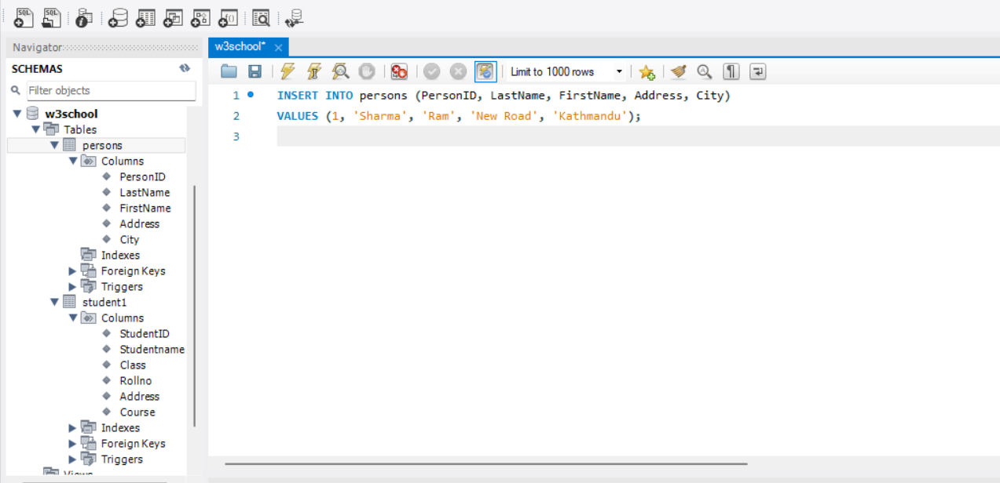 SQL SQL
Navigator
SCHEMAS
Filter objects
w3school
Tables
persons
Columns
PersonID
LastName
FirstName
Address
City
Indexes
Foreign Keys
Triggers
student1
Columns
StudentID
Studentname
Class
Rollno
Address
Course
Indexes
Foreign Keys
Triggers
Views
w3school*
Limit to 1000 rows
1 INSERT INTO persons (PersonID, LastName, FirstName, Address, City)
2 VALUES (1, 'Sharma', 'Ram', 'New Road', 'Kathmandu');
3